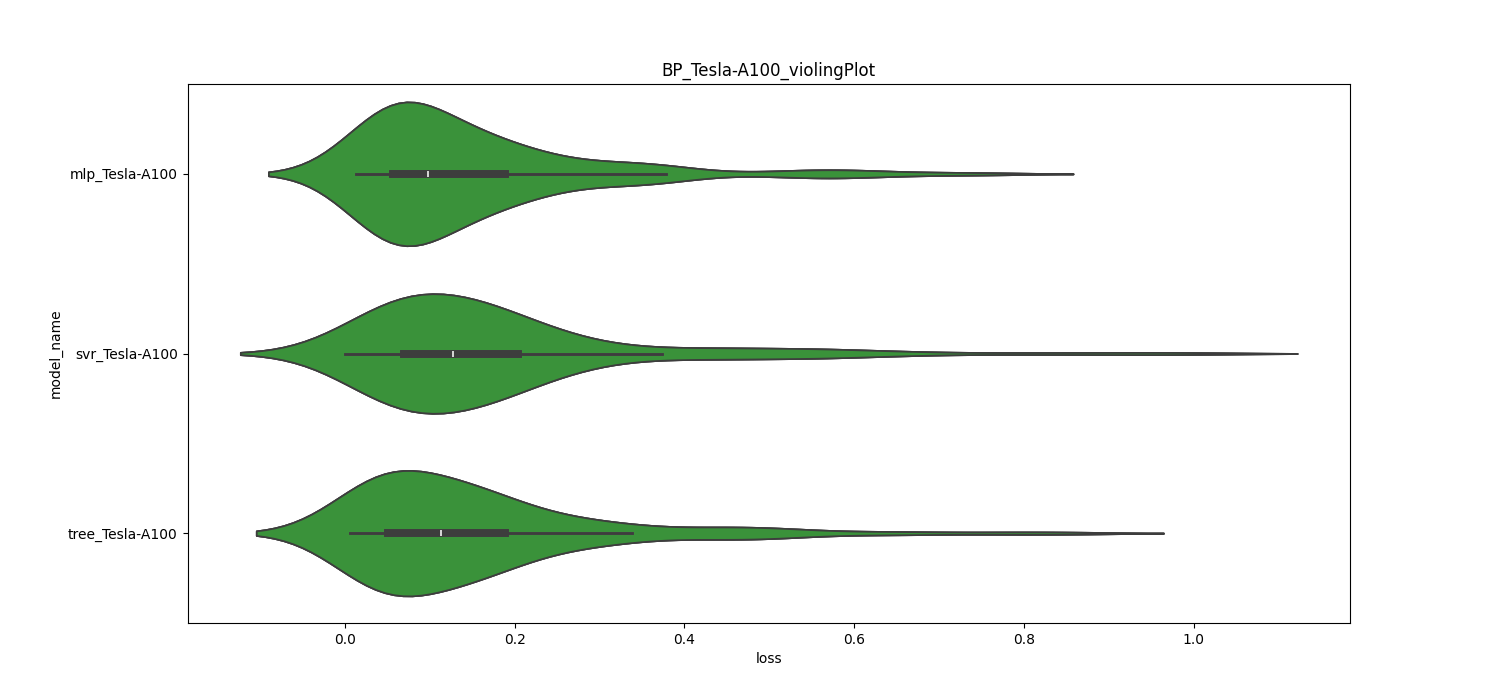 BP_Tesla-A100_violingPlot
model_name
mlp_Tesla-A100
svr_Tesla-A100
tree_Tesla-A100
0.0 0.2 0.4 0.6 0.8 1.0
loss